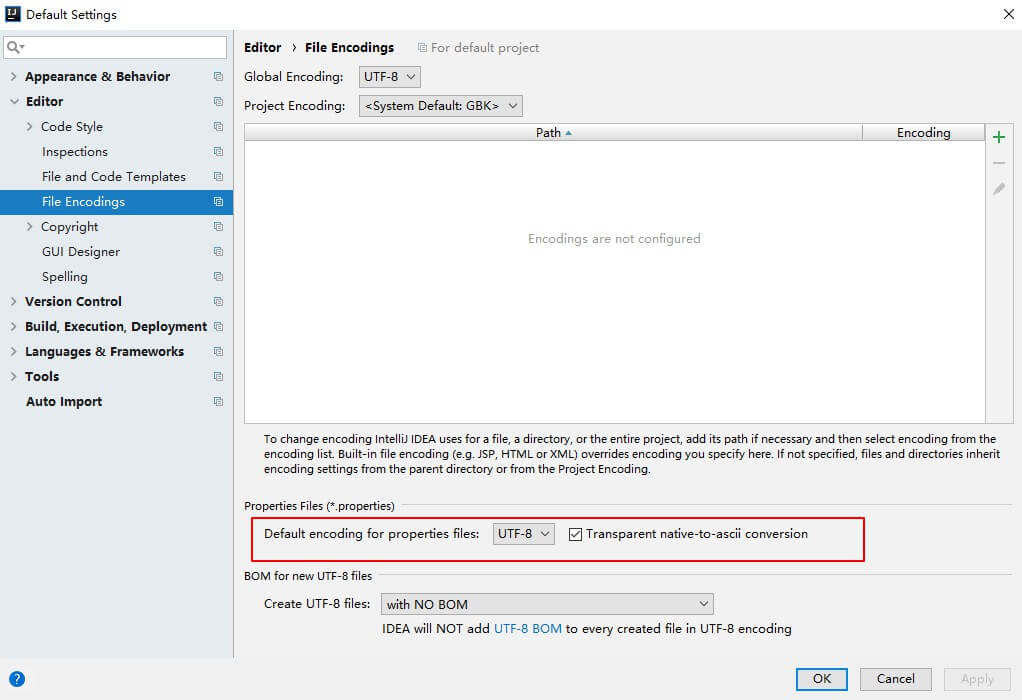 Default Settings
Editor › File Encodings For default project
Appearance & Behavior
Editor
Code Style
Inspections
File and Code Templates
File Encodings
Copyright
GUI Designer
Spelling
Version Control
Build, Execution, Deployment
Languages & Frameworks
Tools
Auto Import
Global Encoding: UTF-8
Project Encoding: <System Default: GBK>
Path Encoding
Encodings are not configured
To change encoding IntelliJ IDEA uses for a file, a directory, or the entire project, add its path if necessary and then select encoding from the
encoding list. Built-in file encoding (e.g. JSP, HTML or XML) overrides encoding you specify here. If not specified, files and directories inherit
encoding settings from the parent directory or from the Project Encoding.
Properties Files (*.properties)
Default encoding for properties files: UTF-8 Transparent native-to-ascii conversion
BOM for new UTF-8 files
Create UTF-8 files: with NO BOM
IDEA will NOT add UTF-8 BOM to every created file in UTF-8 encoding
? OK Cancel Apply